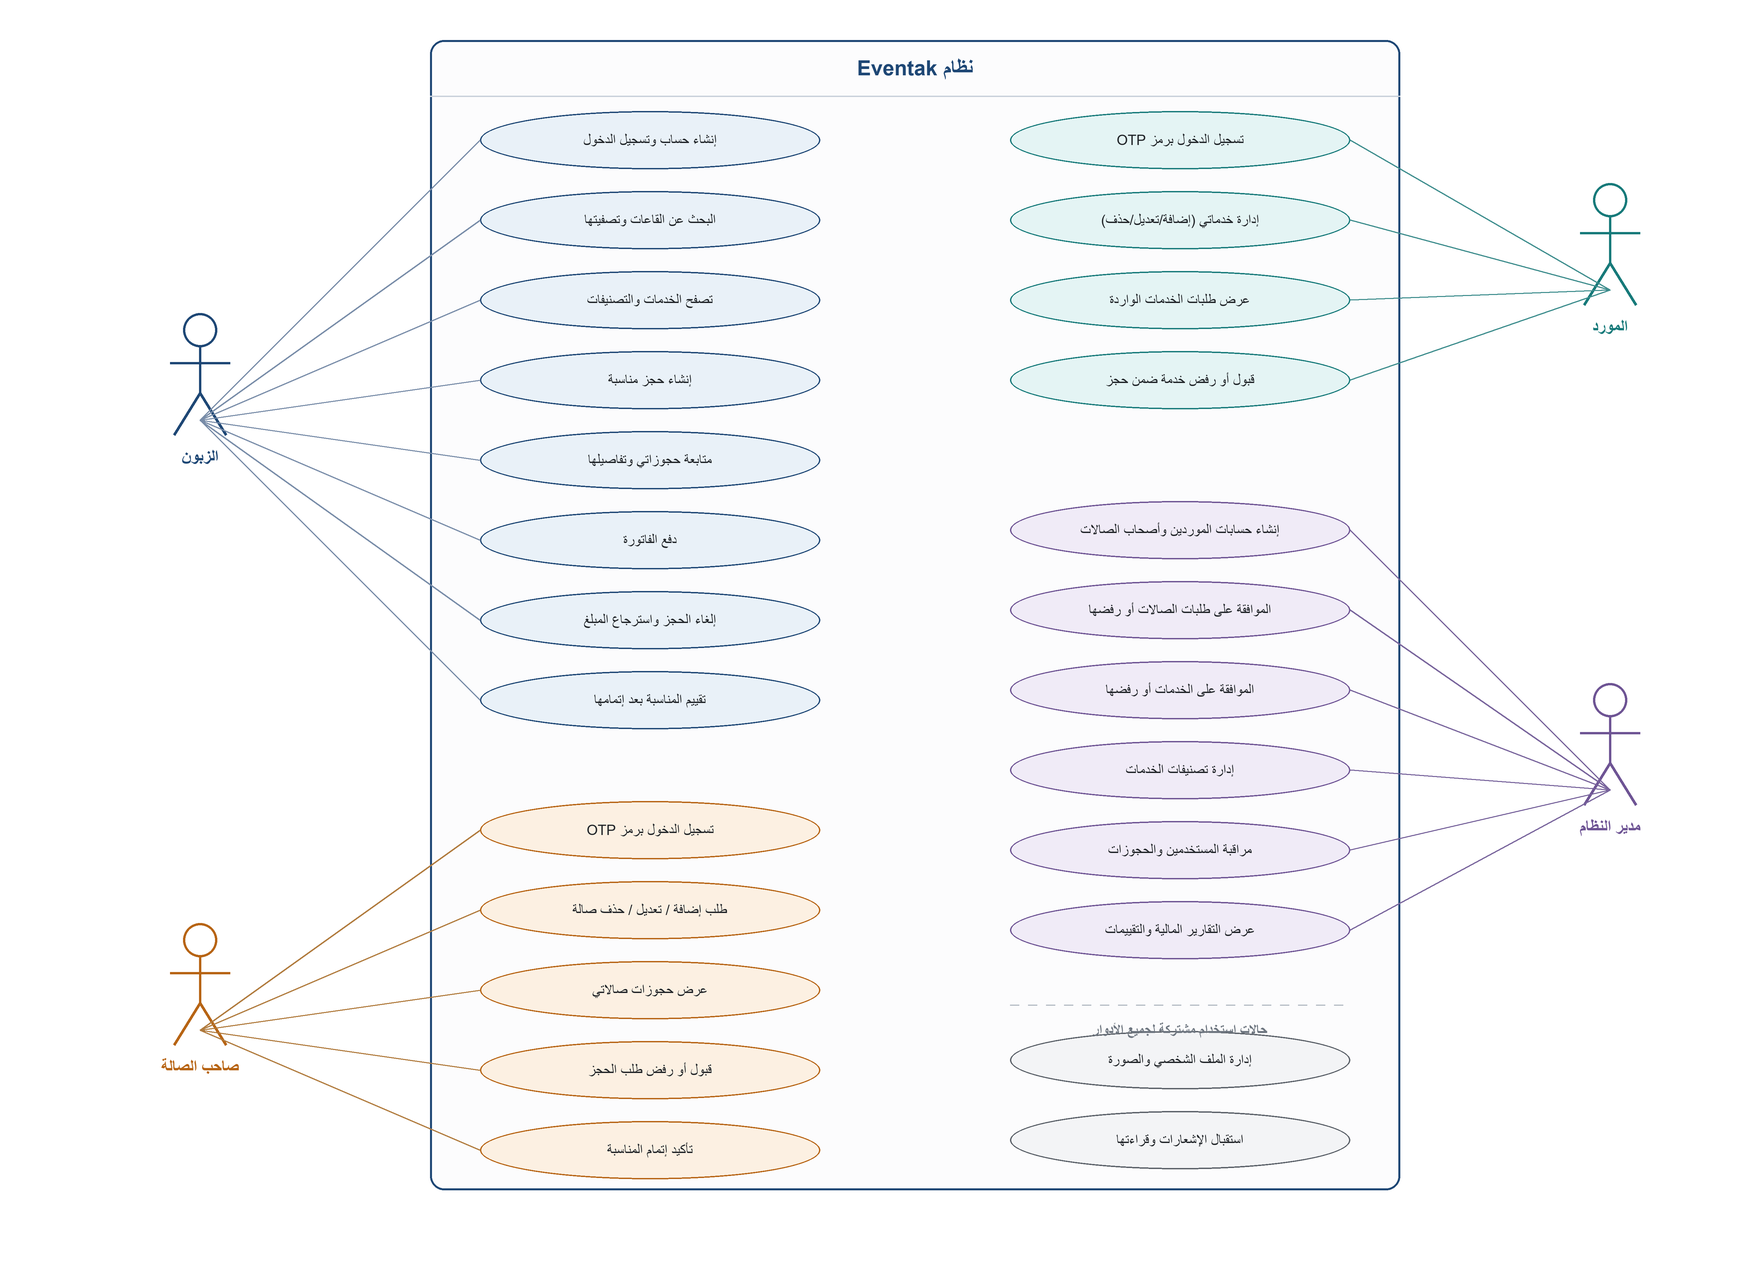 نظام Eventak
إنشاء حساب وتسجيل الدخول
البحث عن القاعات وتصفيتها
تصفح الخدمات والتصنيفات
إنشاء حجز مناسبة
متابعة حجوزاتي وتفاصيلها
دفع الفاتورة
إلغاء الحجز واسترجاع المبلغ
تقييم المناسبة بعد إتمامها
الزبون
تسجيل الدخول برمز OTP
طلب إضافة / تعديل / حذف صالة
عرض حجوزات صالاتي
قبول أو رفض طلب الحجز
تأكيد إتمام المناسبة
صاحب الصالة
تسجيل الدخول برمز OTP
إدارة خدماتي (إضافة/تعديل/حذف)
عرض طلبات الخدمات الواردة
قبول أو رفض خدمة ضمن حجز
المورد
إنشاء حسابات الموردين وأصحاب الصالات
الموافقة على طلبات الصالات أو رفضها
الموافقة على الخدمات أو رفضها
إدارة تصنيفات الخدمات
مراقبة المستخدمين والحجوزات
عرض التقارير المالية والتقييمات
مدير النظام
حالات استخدام مشتركة لجميع الأدوار
إدارة الملف الشخصي والصورة
استقبال الإشعارات وقراءتها